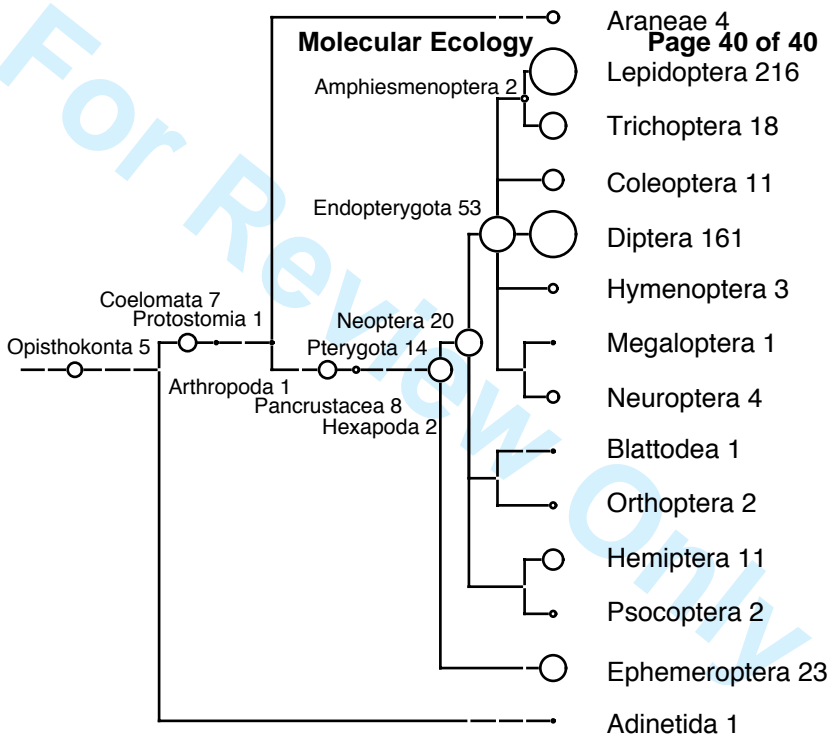 Araneae 4
Molecular Ecology
Page 40 of 40
Amphiesmenoptera 2
Lepidoptera 216
Trichoptera 18
Coleoptera 11
Endopterygota 53
Diptera 161
Hymenoptera 3
Coelomata 7
Protostomia 1
Neoptera 20
Opisthokonta 5
Pterygota 14
Megaloptera 1
Arthropoda 1
Pancrustacea 8
Hexapoda 2
Neuroptera 4
Blattodea 1
Orthoptera 2
Hemiptera 11
Psocoptera 2
Ephemeroptera 23
Adinetida 1
For Review Only